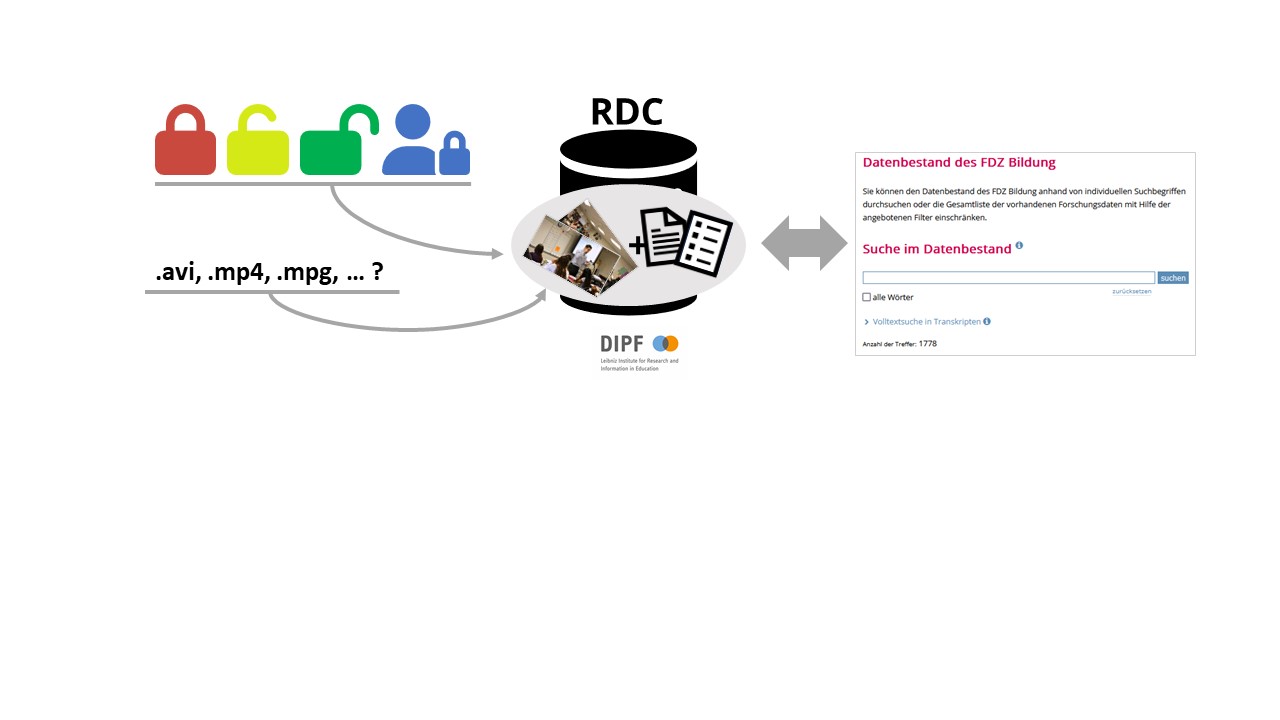 RDC
.avi, .mp4, .mpg, ... ?
+
DIPF
Leibniz Institute for Research and
Information in Education
Datenbestand des FDZ Bildung
Sie können den Datenbestand des FDZ Bildung anhand von individuellen Suchbegriffen
durchsuchen oder die Gesamtliste der vorhandenen Forschungsdaten mit Hilfe der
angebotenen Filter einschränken.
Suche im Datenbestand
suchen
zurücksetzen
alle Wörter
Volltextsuche in Transkripten
Anzahl der Treffer: 1778